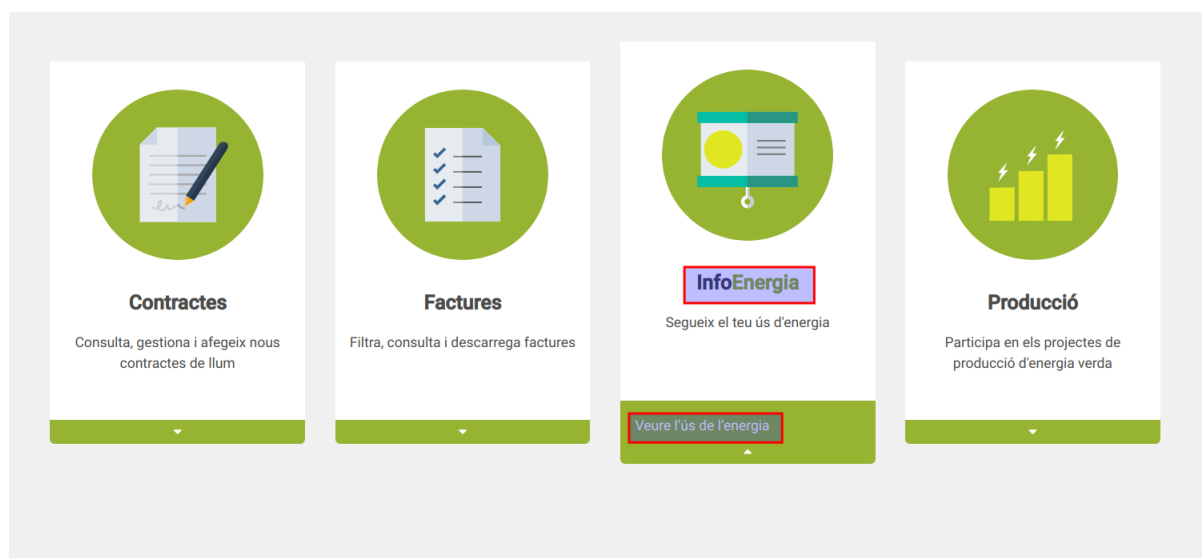 Contractes
Consulta, gestiona i afegeix nous
contractes de llum
Factures
Filtra, consulta i descarrega factures
InfoEnergia
Segueix el teu ús d'energia
Veure l'ús de l'energia
Producció
Participa en els projectes de
producció d'energia verda